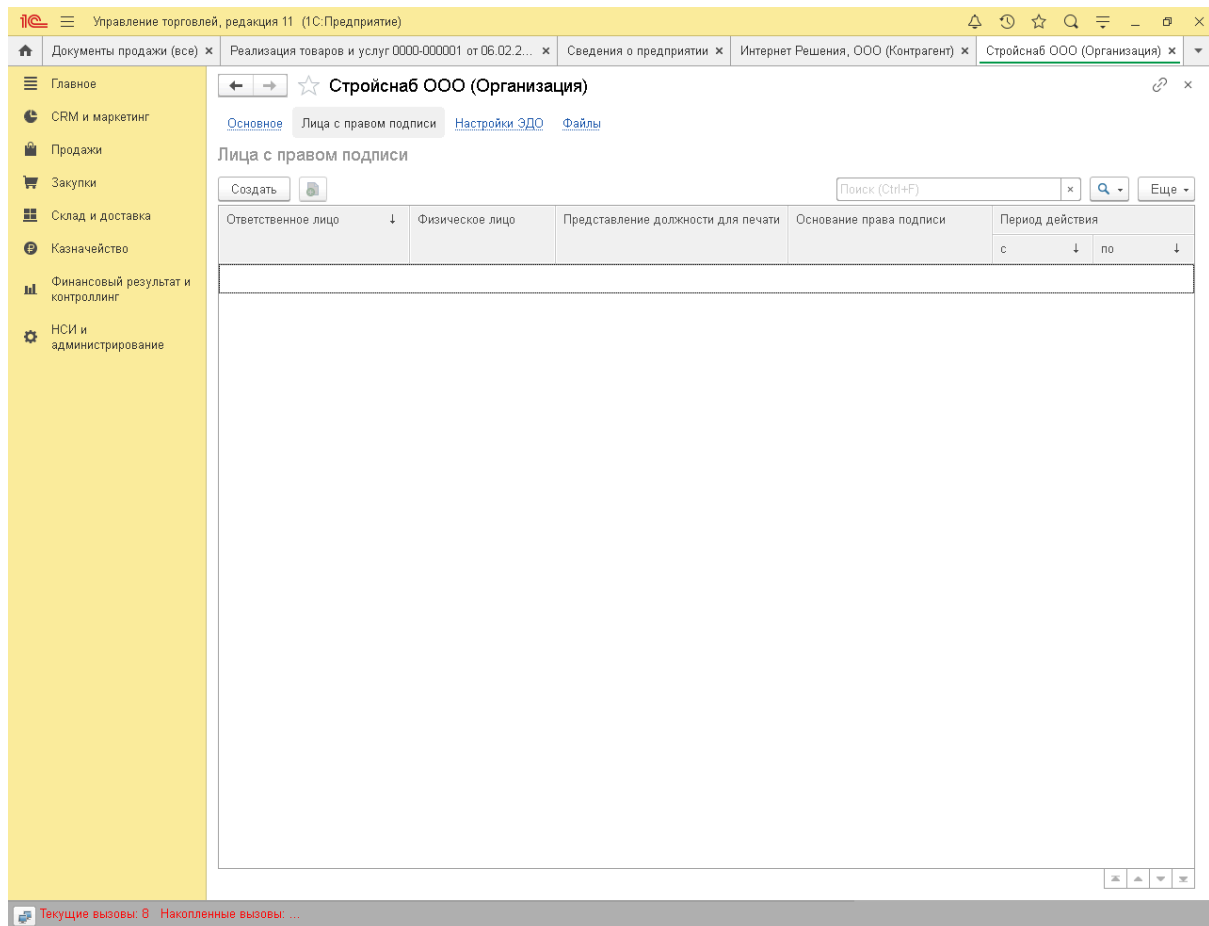 1С Управление торговлей, редакция 11 (1С:Предприятие)
Документы продажи (все) × Реализация товаров и услуг 0000-000001 от 06.02.2... × Сведения о предприятии × Интернет Решения, ООО (Контрагент) × Стройснаб ООО (Организация) ×
Главное
CRM и маркетинг
Продажи
Закупки
Склад и доставка
Казначейство
Финансовый результат и
контроллинг
НСИ и
администрирование
Стройснаб ООО (Организация)
Основное Лица с правом подписи Настройки ЭДО Файлы
Лица с правом подписи
Создать Поиск (Ctrl+F) × Еще
Ответственное лицо ↓ Физическое лицо Представление должности для печати Основание права подписи Период действия
с ↓ по ↓
Текущие вызовы: 8 Накопленные вызовы: ...